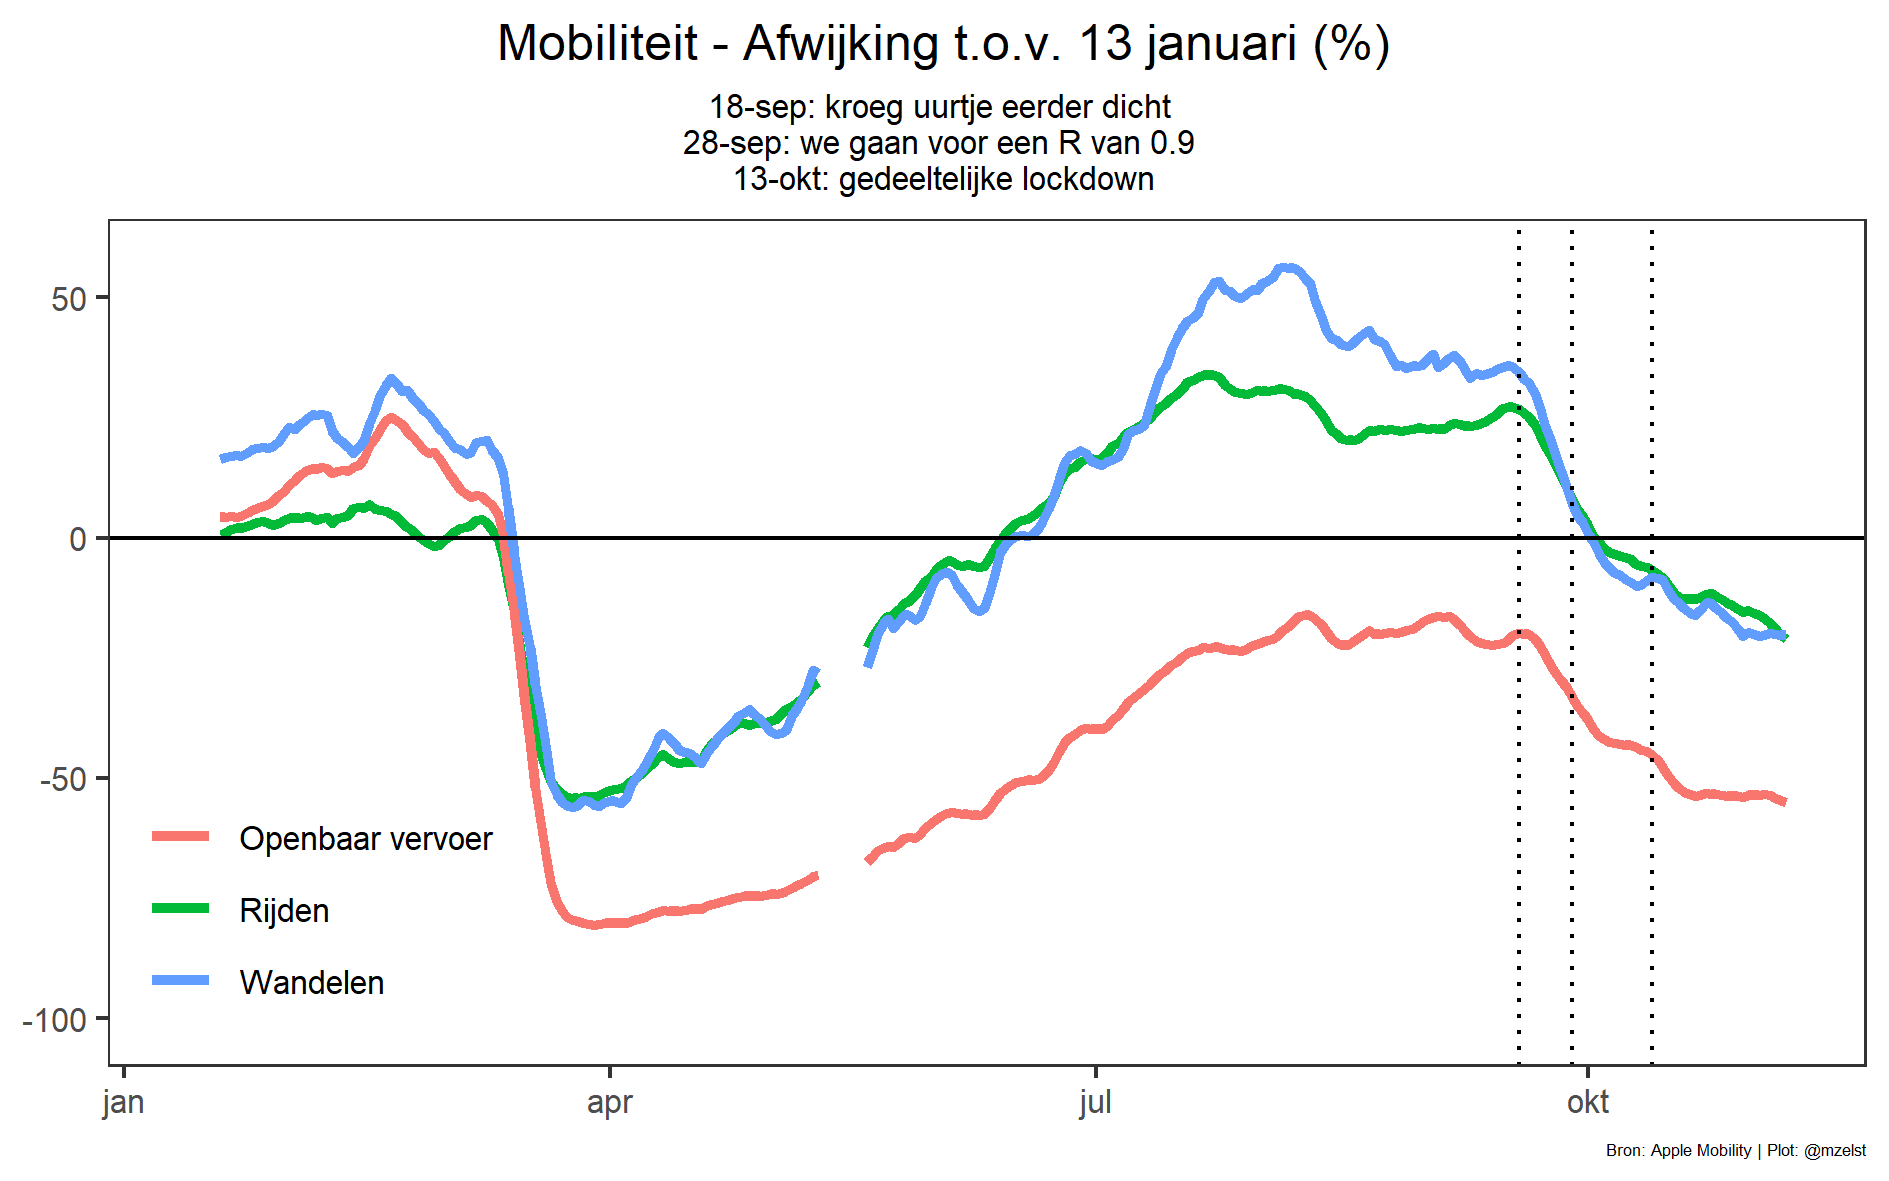 Mobiliteit - Afwijking t.o.v. 13 januari (%)
18-sep: kroeg uurtje eerder dicht
28-sep: we gaan voor een R van 0.9
13-okt: gedeeltelijke lockdown
50
0
-50
-100
Openbaar vervoer
Rijden
Wandelen
jan
apr
jul
okt
Bron: Apple Mobility | Plot: @mzelst